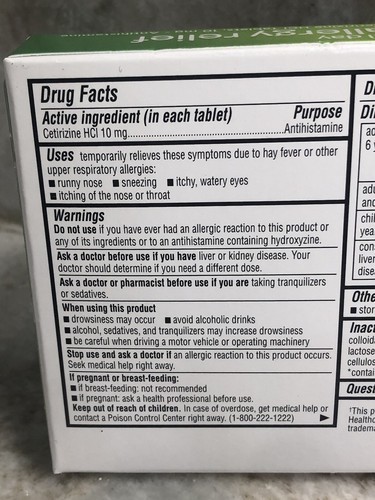 allergy relief
Drug Facts
Active ingredient (in each tablet) Purpose
Cetirizine HCl 10 mg................................................Antihistamine
Uses temporarily relieves these symptoms due to hay fever or other
upper respiratory allergies:
■ runny nose ■ sneezing ■ itchy, watery eyes
■ itching of the nose or throat
Warnings
Do not use if you have ever had an allergic reaction to this product or
any of its ingredients or to an antihistamine containing hydroxyzine.
Ask a doctor before use if you have liver or kidney disease. Your
doctor should determine if you need a different dose.
Ask a doctor or pharmacist before use if you are taking tranquilizers
or sedatives.
When using this product
■ drowsiness may occur ■ avoid alcoholic drinks
■ alcohol, sedatives, and tranquilizers may increase drowsiness
■ be careful when driving a motor vehicle or operating machinery
Stop use and ask a doctor if an allergic reaction to this product occurs.
Seek medical help right away.
If pregnant or breast-feeding:
■ if breast-feeding: not recommended
■ if pregnant: ask a health professional before use.
Keep out of reach of children. In case of overdose, get medical help or
contact a Poison Control Center right away. (1-800-222-1222)
6
and
liver
colloid
lactose